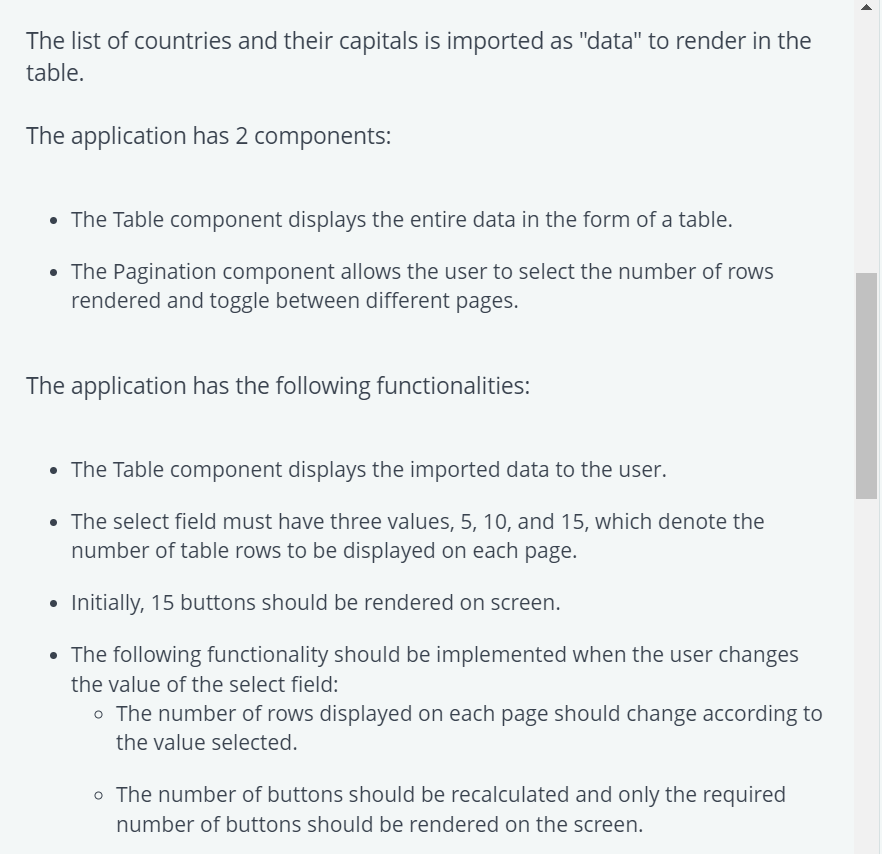 The list of countries and their capitals is imported as "data" to render in the
table.
The application has 2 components:
The Table component displays the entire data in the form of a table.
The Pagination component allows the user to select the number of rows
rendered and toggle between different pages.
The application has the following functionalities:
The Table component displays the imported data to the user.
The select field must have three values, 5, 10, and 15, which denote the
number of table rows to be displayed on each page.
Initially, 15 buttons should be rendered on screen.
The following functionality should be implemented when the user changes
the value of the select field:
The number of rows displayed on each page should change according to
the value selected.
The number of buttons should be recalculated and only the required
number of buttons should be rendered on the screen.